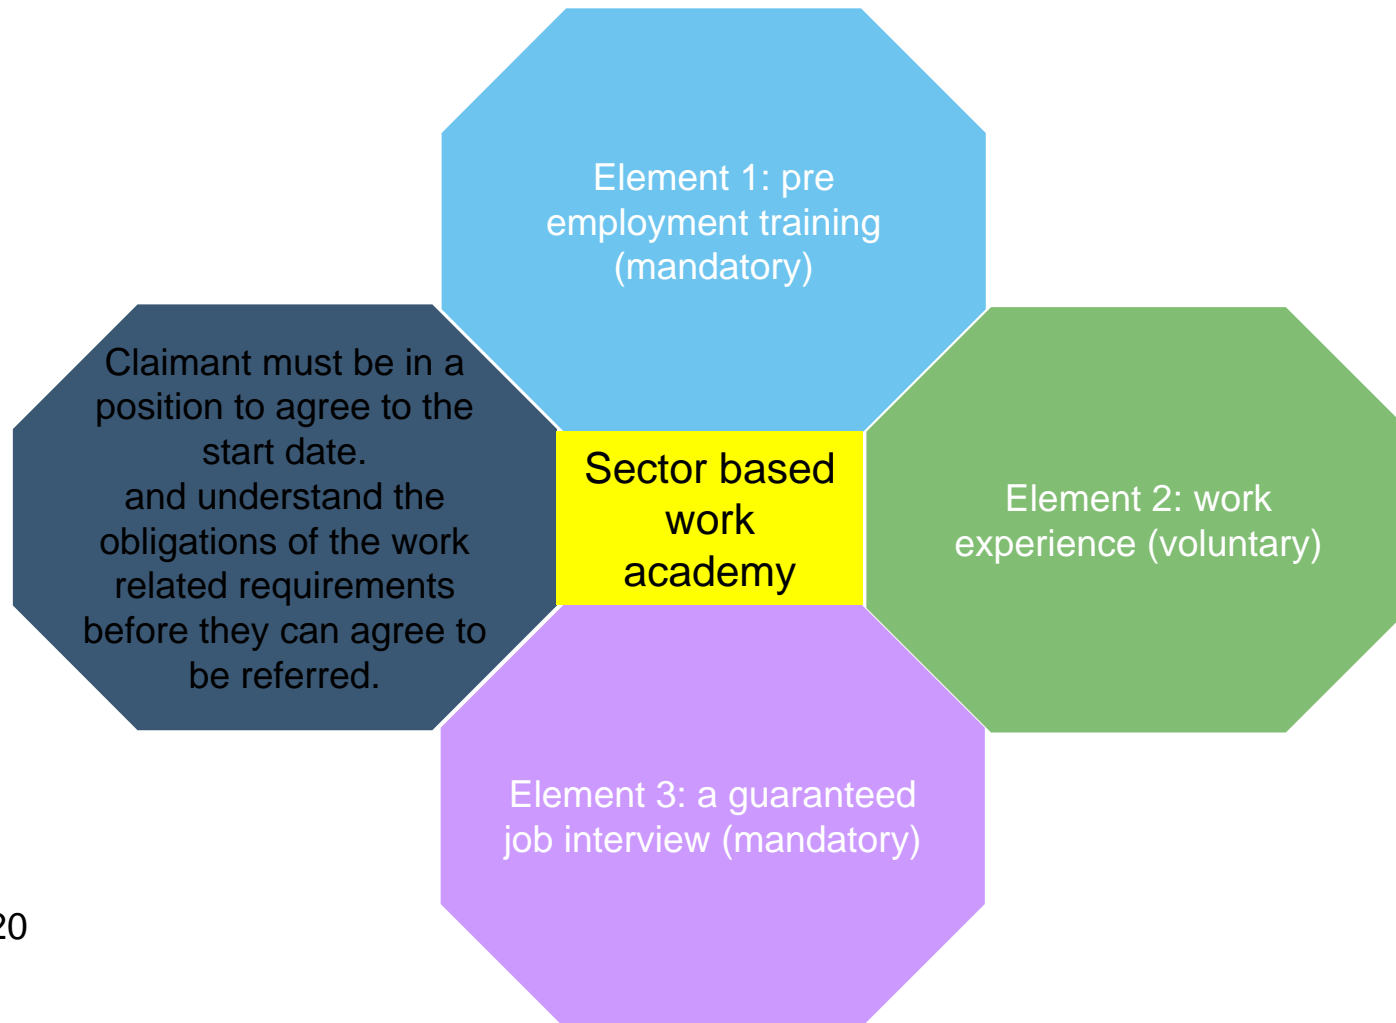 Element 1: pre
employment training
(mandatory)
Claimant must be in a
position to agree to the
start date.
and understand the
obligations of the work
related requirements
before they can agree to
be referred.
Sector based
work
academy
Element 2: work
experience (voluntary)
Element 3: a guaranteed
job interview (mandatory)
20